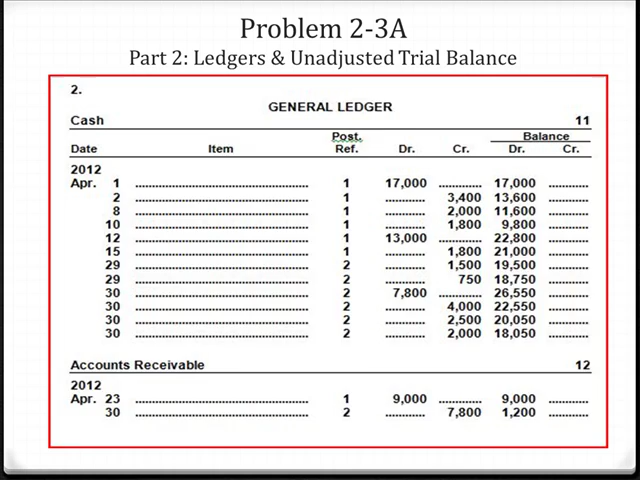 Problem 2-3A
Part 2: Ledgers & Unadjusted Trial Balance
2.
GENERAL LEDGER
Cash 11
Post. Balance
Date Item Ref. Dr. Cr. Dr. Cr.
2012
Apr. 1 .................... 1 17,000 ............ 17,000 ............
2 .................... 1 ............ 3,400 13,600 ............
8 .................... 1 ............ 2,000 11,600 ............
10 .................... 1 ............ 1,800 9,800 ............
12 .................... 1 13,000 ............ 22,800 ............
15 .................... 1 ............ 1,800 21,000 ............
29 .................... 2 ............ 1,500 19,500 ............
29 .................... 2 ............ 750 18,750 ............
30 .................... 2 7,800 ............ 26,550 ............
30 .................... 2 ............ 4,000 22,550 ............
30 .................... 2 ............ 2,500 20,050 ............
30 .................... 2 ............ 2,000 18,050 ............
Accounts Receivable 12
2012
Apr. 23 .................... 1 9,000 ............ 9,000 ............
30 .................... 2 ............ 7,800 1,200 ............